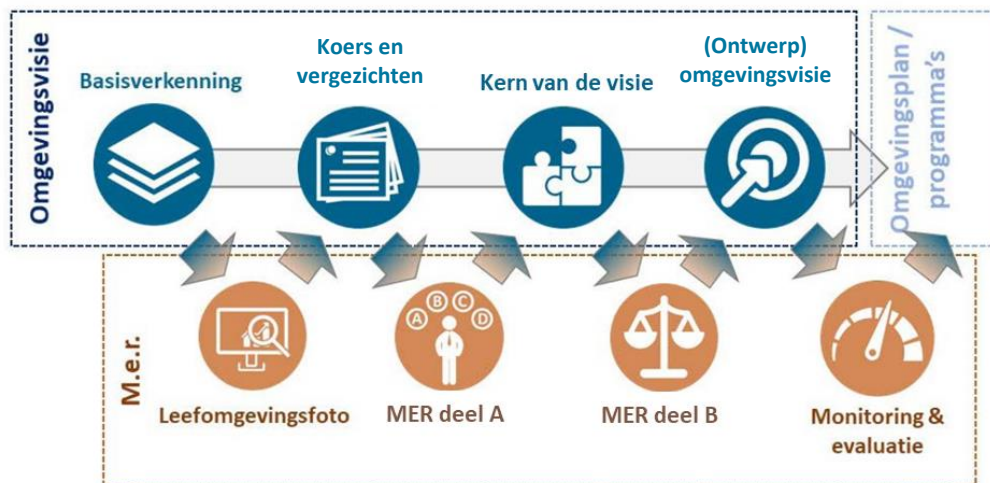 Omgevingsvisie
Basisverkenning
Koers en
vergezichten
Kern van de visie
(Ontwerp)
omgevingsvisie
Omgevingsplan /
programma's
M.e.r.
Leefomgevingsfoto
A
B
C
D
MER deel A
MER deel B
Monitoring &
evaluatie